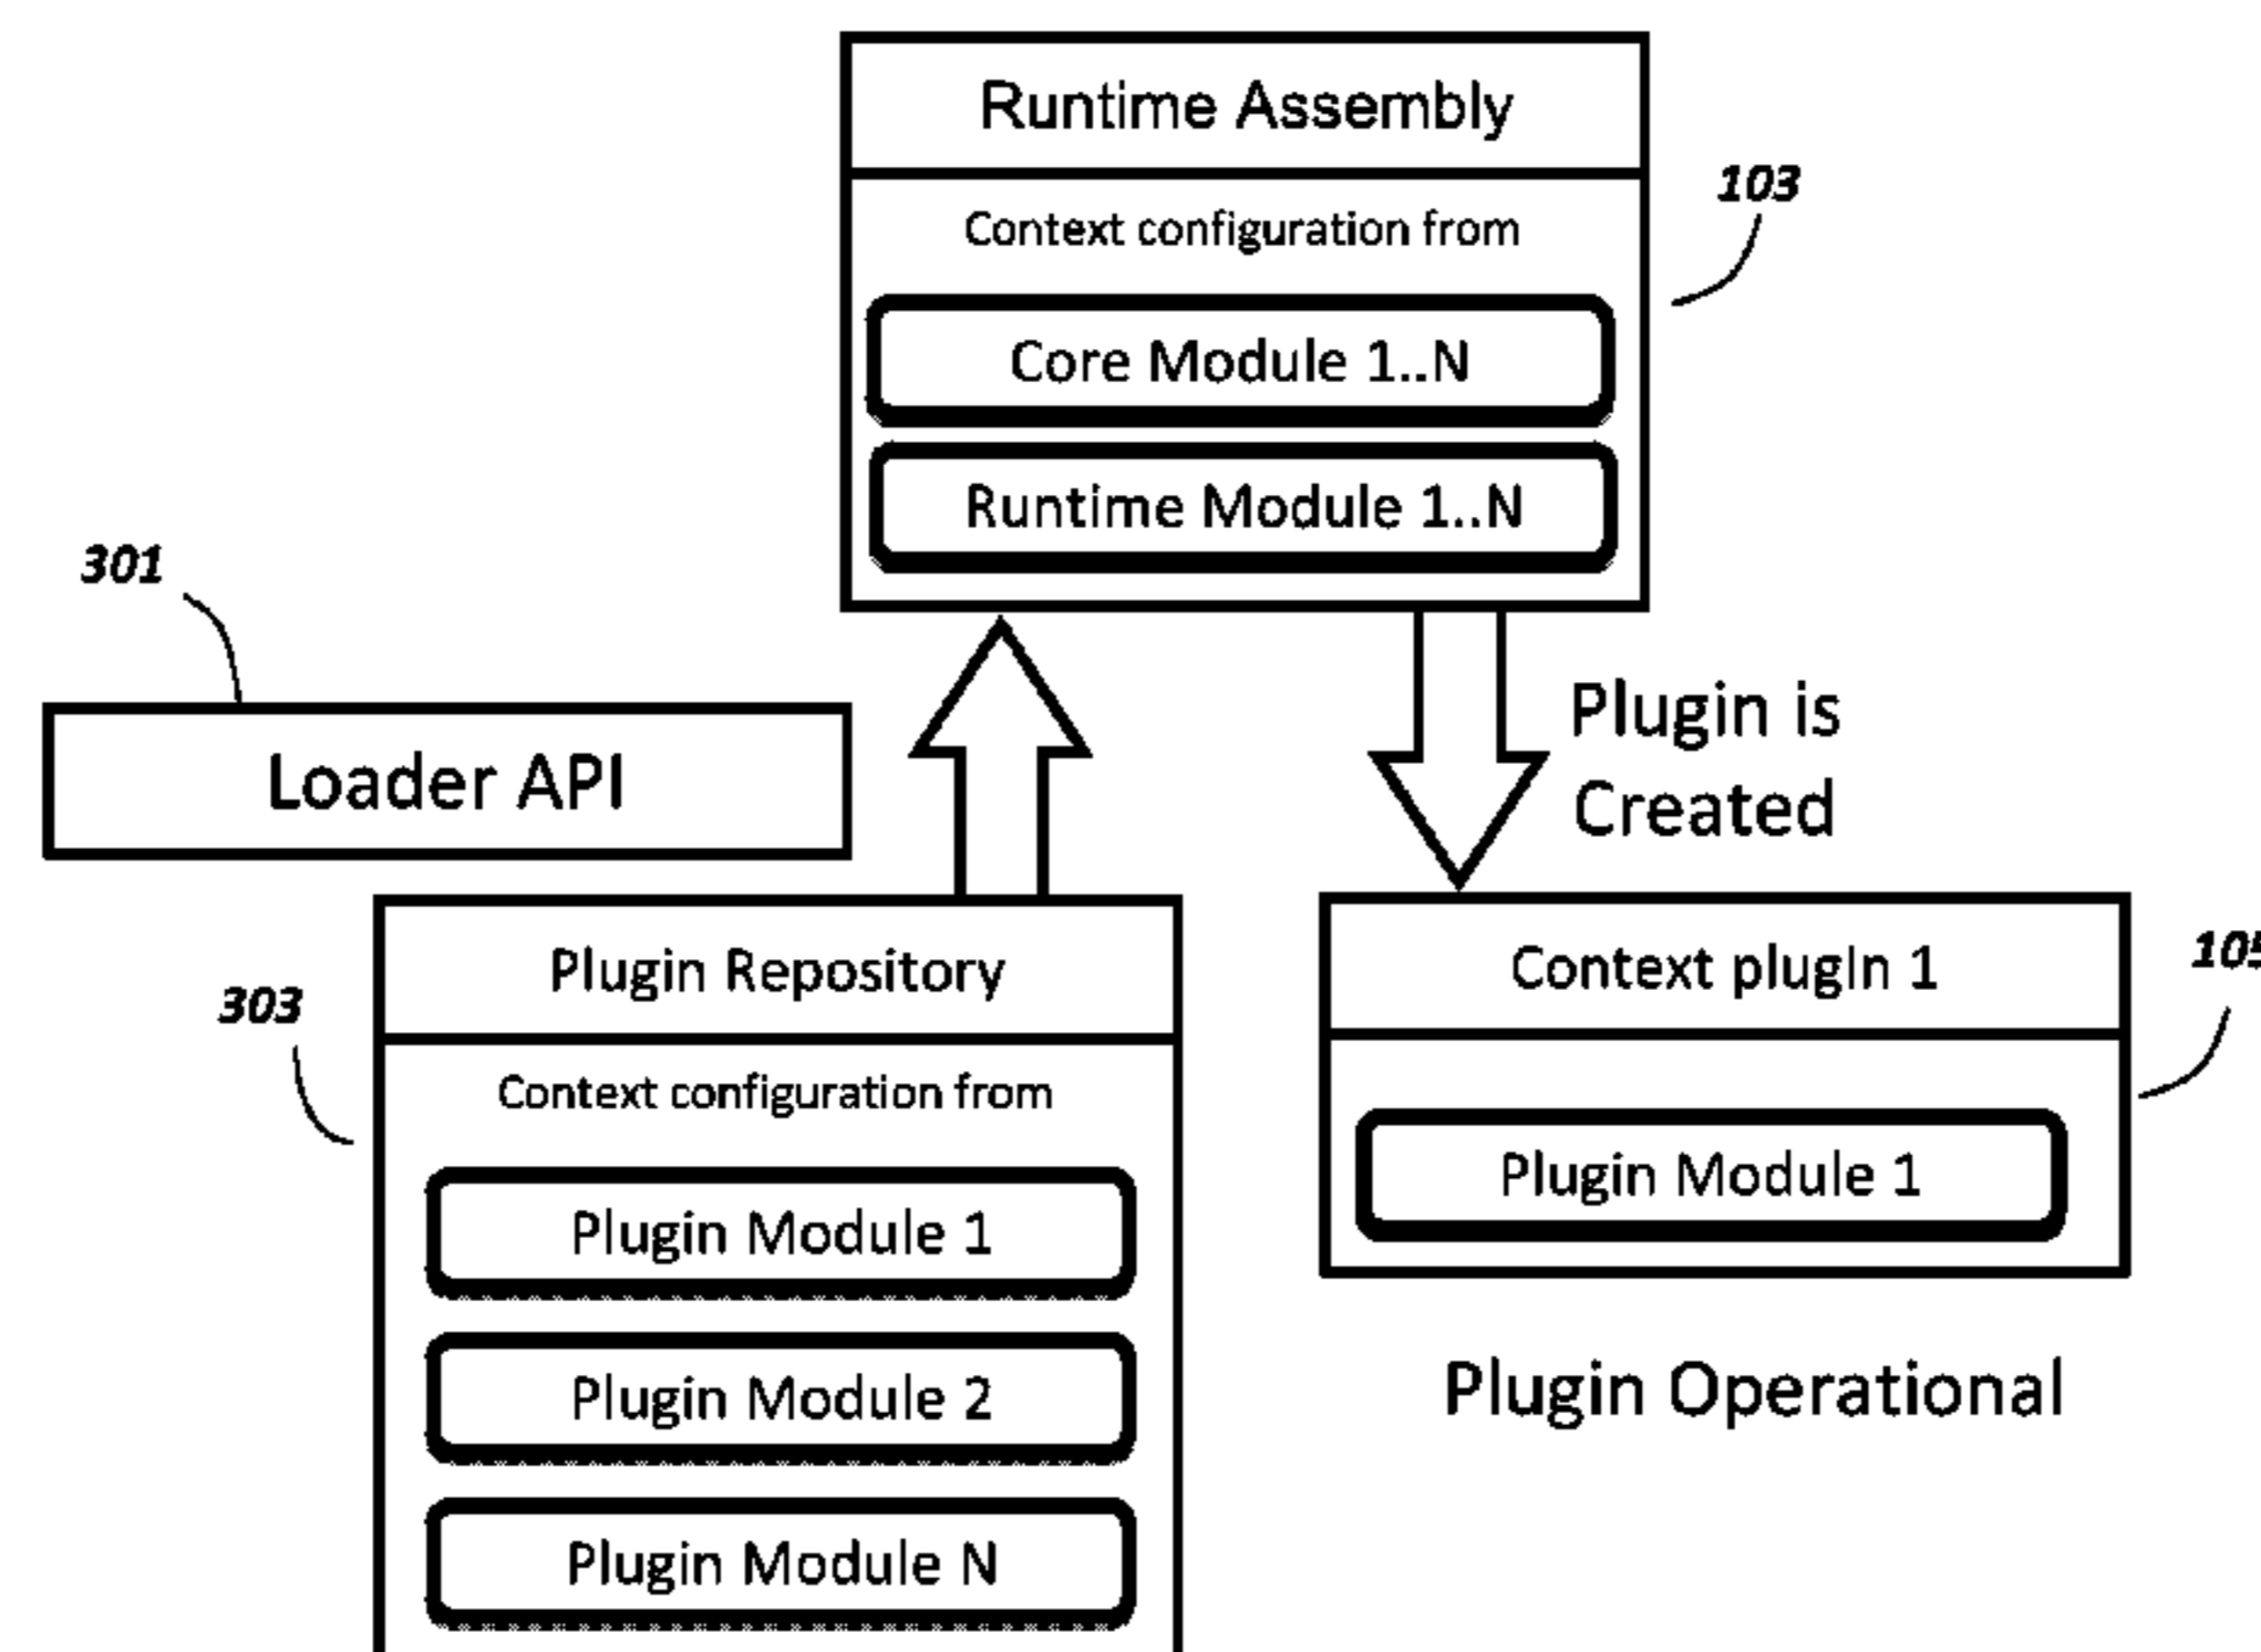 Runtime Assembly
103
Context configuration from
Core Module 1..N
Runtime Module 1..N
301
Loader API
Plugin is
Created
Plugin Repository
303
Context configuration from
Plugin Module 1
Plugin Module 2
Plugin Module N
Context plugIn 1
105
Plugin Module 1
Plugin Operational